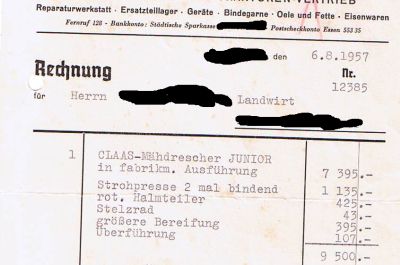 Reparaturwerkstatt · Ersatzteillager · Geräte · Bindegarne · Oele und Fette · Eisenwaren
Fernruf 128 · Bankkonto: Städtische Sparkasse Postscheckkonto Essen 553 35
den 6.8.1957
Rechnung Nr.
12385
für Herrn Landwirt
1 CLAAS-Mähdrescher JUNIOR
in fabrikm. Ausführung 7 395.-
Strohpresse 2 mal bindend 1 135.-
rot. Halmteiler 425.-
Stelzrad 43.-
größere Bereifung 395.-
Überführung 107.-
9 500.-